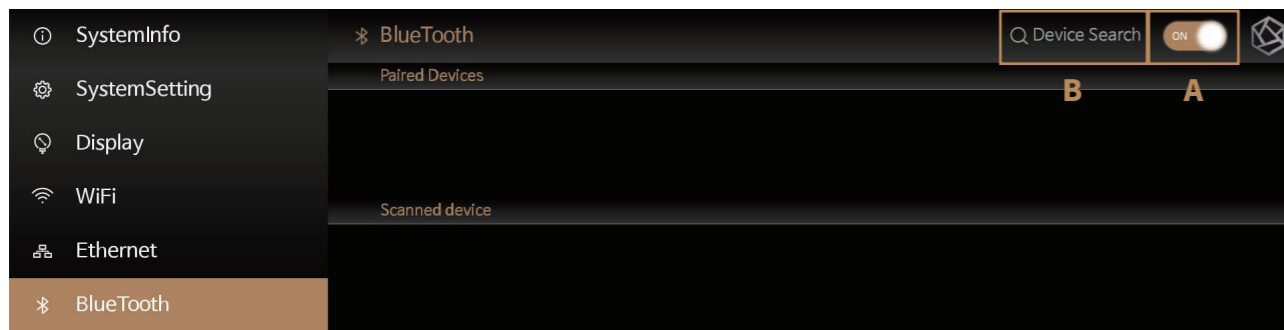 SystemInfo
SystemSetting
Display
WiFi
Ethernet
BlueTooth
BlueTooth
Device Search
ON
B
A
Paired Devices
Scanned device